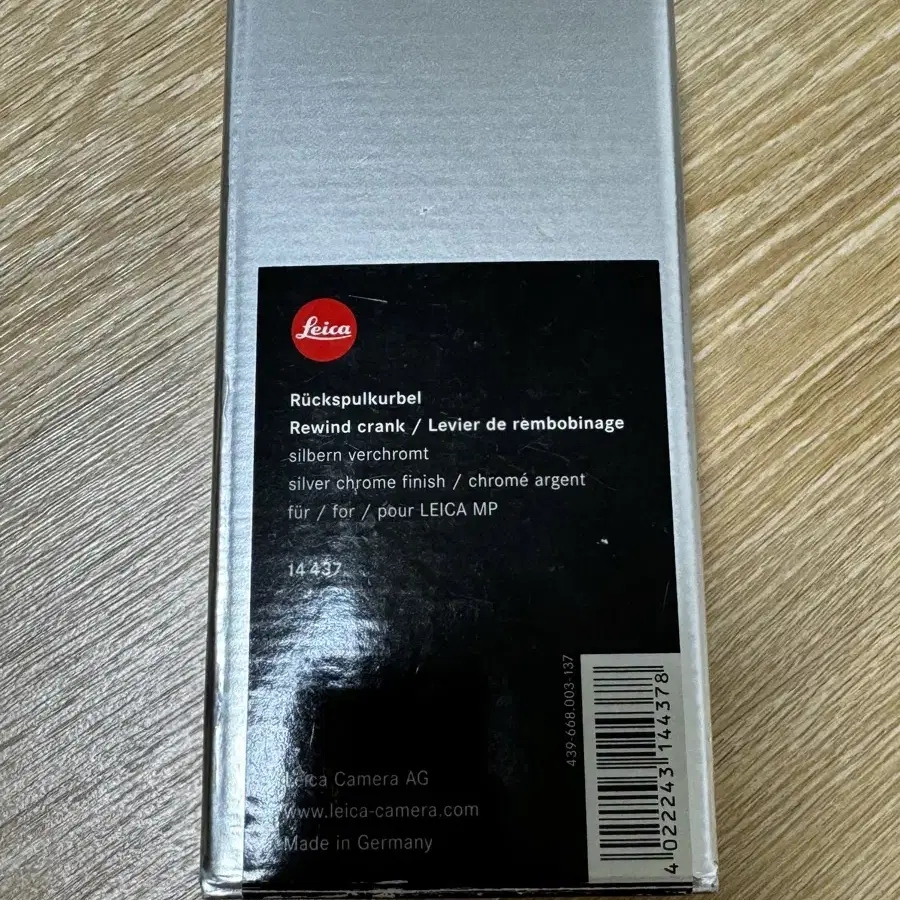 Leica
Rückspulkurbel
Rewind crank / Levier de rembobinage
silbern verchromt
silver chrome finish / chromé argent
für / for / pour LEICA MP
14 437
439-668.003-137
4 022243 144378
Leica Camera AG
www.leica-camera.com
Made in Germany